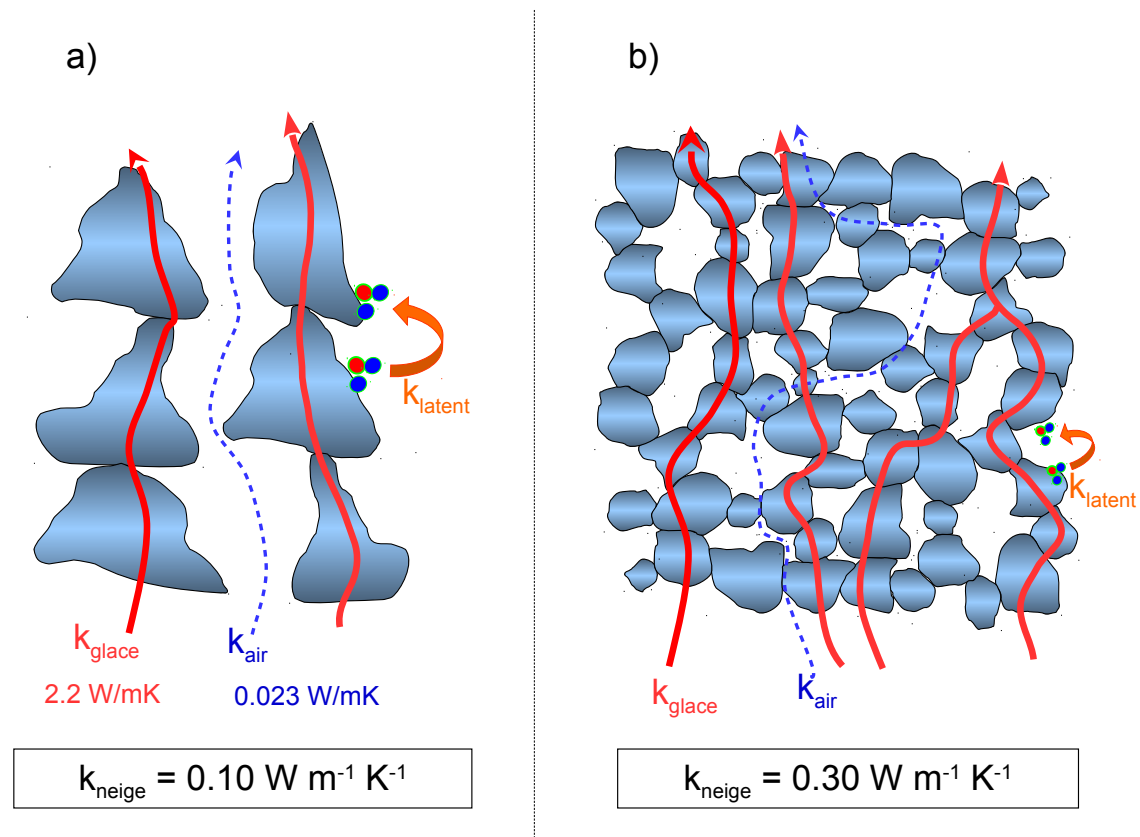 a)
k_latent
k_glace
k_air
2.2 W/mK
0.023 W/mK
k_neige = 0.10 W m⁻¹ K⁻¹
b)
k_latent
k_glace
k_air
k_neige = 0.30 W m⁻¹ K⁻¹